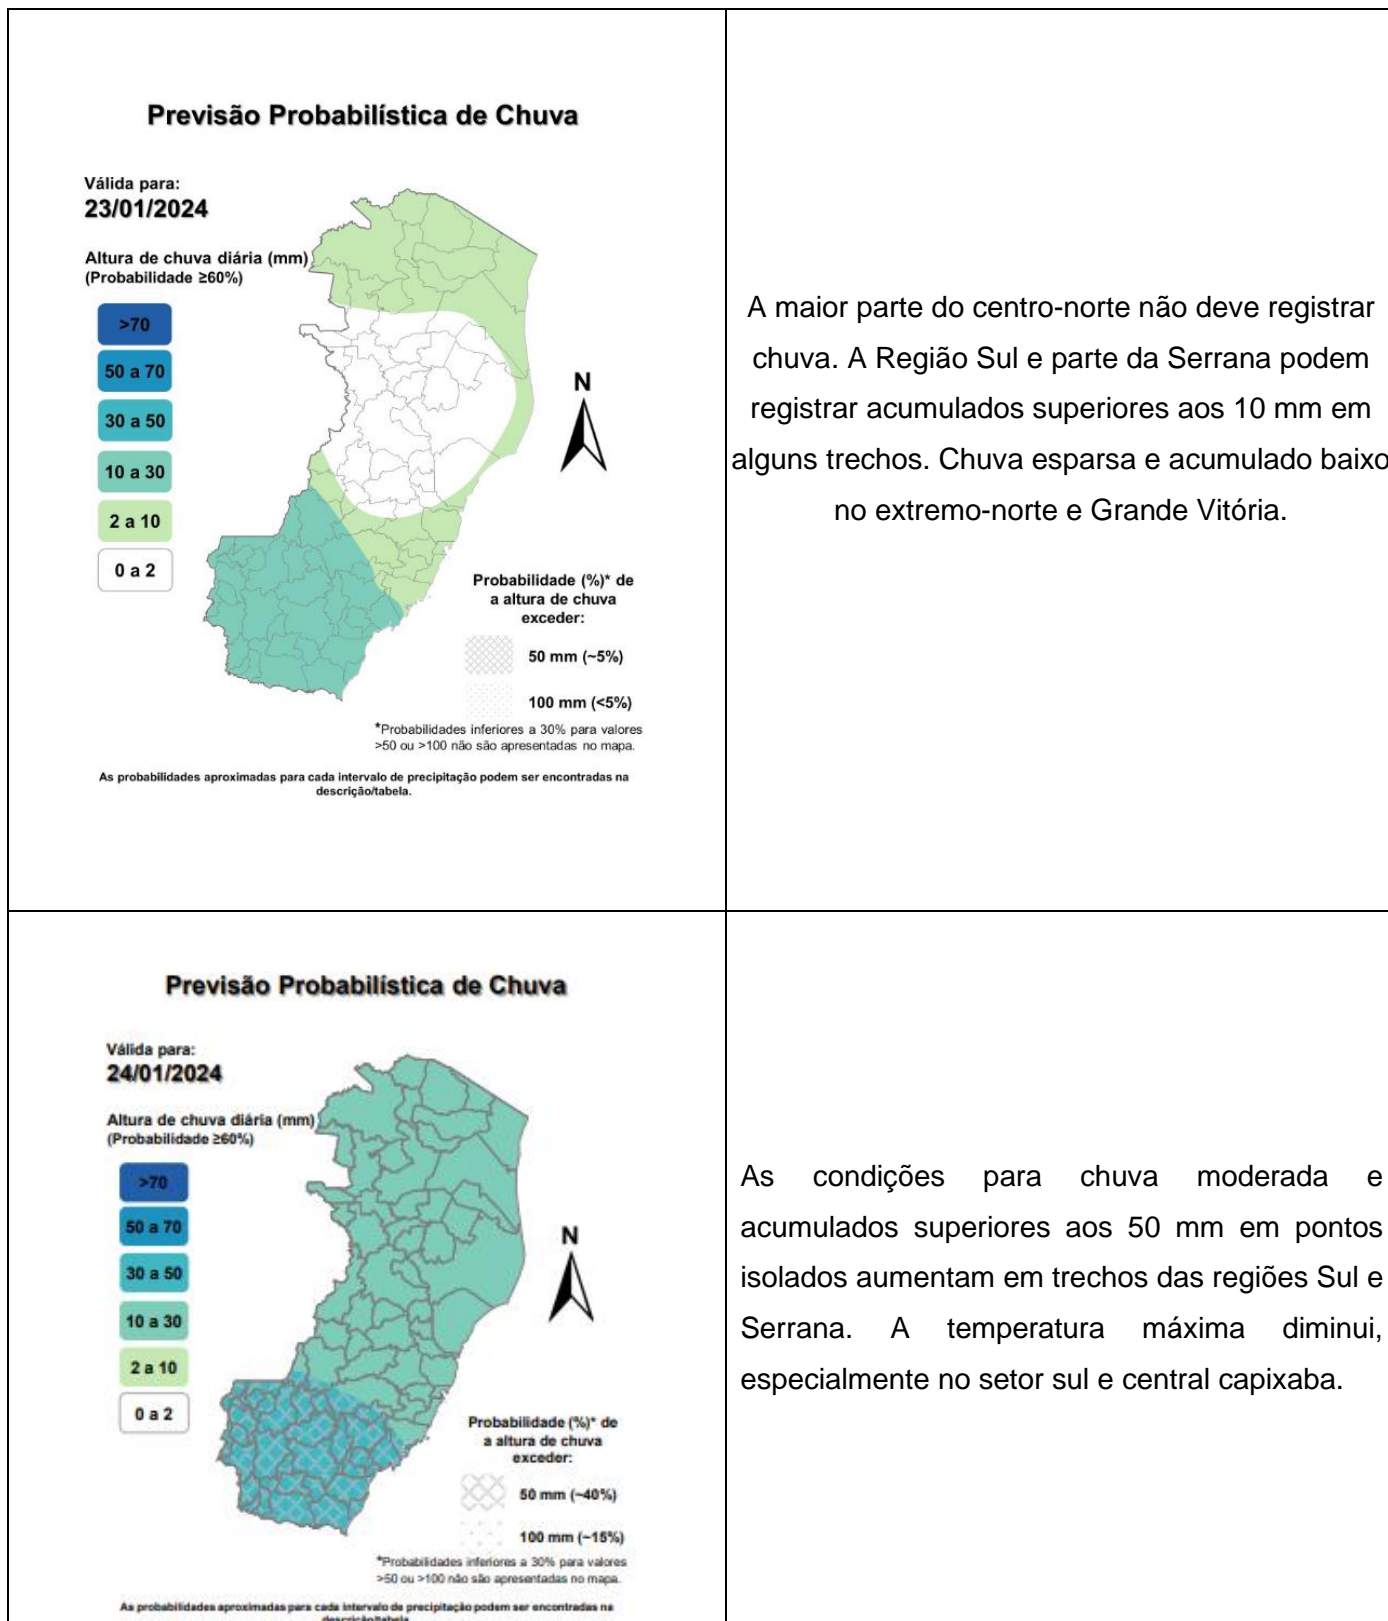 Previsão Probabilística de Chuva
Válida para:
23/01/2024
Altura de chuva diária (mm)
(Probabilidade ≥60%)
>70
50 a 70
30 a 50
10 a 30
2 a 10
0 a 2
N
Probabilidade (%)* de
a altura de chuva
exceder:
50 mm (~5%)
100 mm (<5%)
*Probabilidades inferiores a 30% para valores
>50 ou >100 não são apresentadas no mapa.
As probabilidades aproximadas para cada intervalo de precipitação podem ser encontradas na
descrição/tabela.
A maior parte do centro-norte não deve registrar
chuva. A Região Sul e parte da Serrana podem
registrar acumulados superiores aos 10 mm em
alguns trechos. Chuva esparsa e acumulado baixo
no extremo-norte e Grande Vitória.
Previsão Probabilística de Chuva
Válida para:
24/01/2024
Altura de chuva diária (mm)
(Probabilidade ≥60%)
>70
50 a 70
30 a 50
10 a 30
2 a 10
0 a 2
N
Probabilidade (%)* de
a altura de chuva
exceder:
50 mm (~40%)
100 mm (~15%)
*Probabilidades inferiores a 30% para valores
>50 ou >100 não são apresentadas no mapa.
As probabilidades aproximadas para cada intervalo de precipitação podem ser encontradas na
descrição/tabela.
As condições para chuva moderada e
acumulados superiores aos 50 mm em pontos
isolados aumentam em trechos das regiões Sul e
Serrana. A temperatura máxima diminui,
especialmente no setor sul e central capixaba.